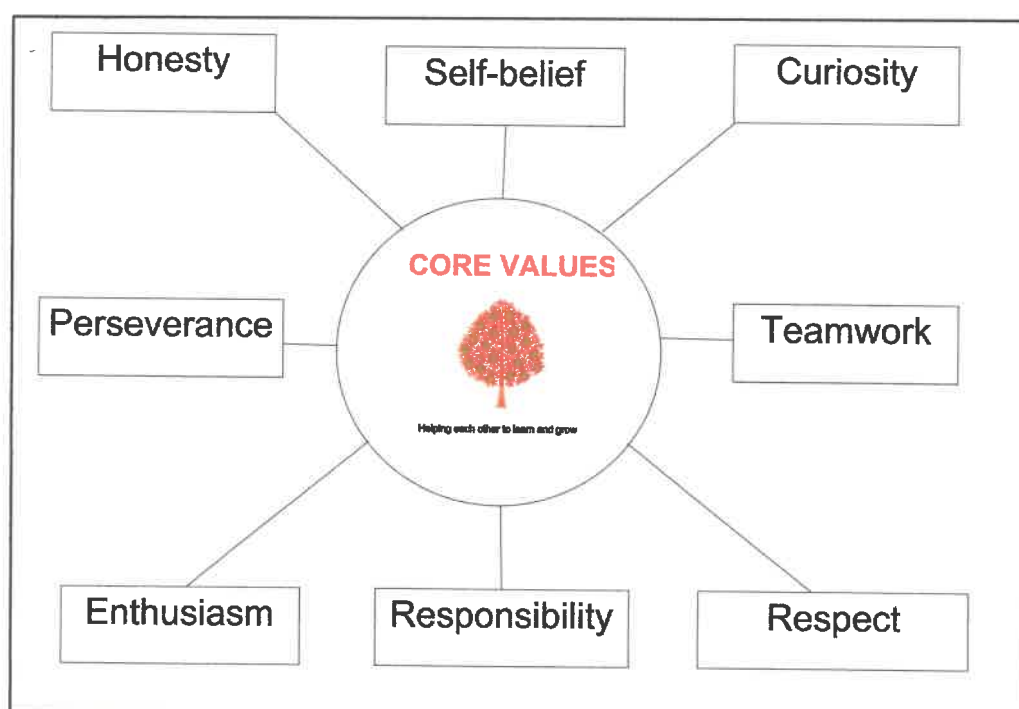 Honesty
Self-belief
Curiosity
CORE VALUES
Perseverance
Teamwork
Helping each other to learn and grow
Enthusiasm
Responsibility
Respect